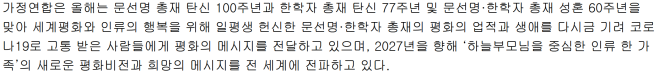 가정연합은 올해는 문선명 총재 탄신 100주년과 한학자 총재 탄신 77주년 및 문선명·한학자 총재 성혼 60주년을
맞아 세계평화와 인류의 행복을 위해 일평생 헌신한 문선명·한학자 총재의 평화의 업적과 생애를 다시금 기려 코로
나19로 고통 받은 사람들에게 평화의 메시지를 전달하고 있으며, 2027년을 향해 ‘하늘부모님을 중심한 인류 한 가
족’의 새로운 평화비전과 희망의 메시지를 전 세계에 전파하고 있다.